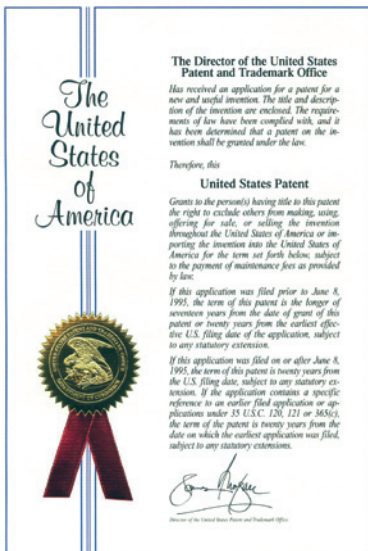 The
United
States
of
America
The Director of the United States
Patent and Trademark Office
Has received an application for a patent for a
new and useful invention. The title and descrip-
tion of the invention are enclosed. The require-
ments of law have been complied with, and it
has been determined that a patent on the in-
vention shall be granted under the law.
Therefore, this
United States Patent
Grants to the person(s) having title to this patent
the right to exclude others from making, using,
offering for sale, or selling the invention
throughout the United States of America or im-
porting the invention into the United States of
America for the term set forth below, subject
to the payment of maintenance fees as provided
by law.
If this application was filed prior to June 8,
1995, the term of this patent is the longer of
seventeen years from the date of grant of this
patent or twenty years from the earliest effec-
tive U.S. filing date of the application, subject
to any statutory extension.
If this application was filed on or after June 8,
1995, the term of this patent is twenty years from
the U.S. filing date, subject to any statutory ex-
tension. If the application contains a specific
reference to an earlier filed application or ap-
plications under 35 U.S.C. 120, 121 or 365(c),
the term of the patent is twenty years from the
date on which the earliest application was filed,
subject to any statutory extensions.
Director of the United States Patent and Trademark Office